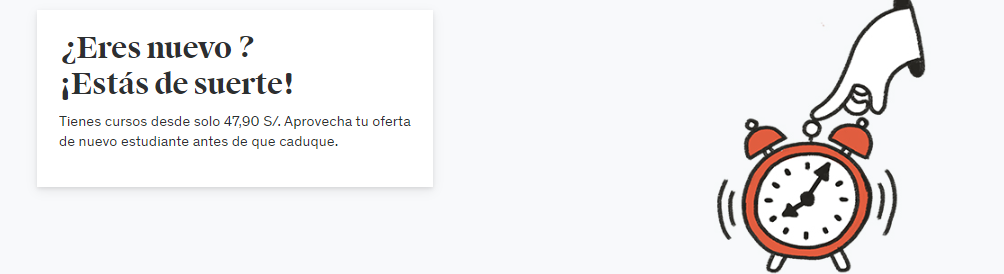 ¿Eres nuevo ?
¡Estás de suerte!
Tienes cursos desde solo 47,90 S/. Aprovecha tu oferta
de nuevo estudiante antes de que caduque.